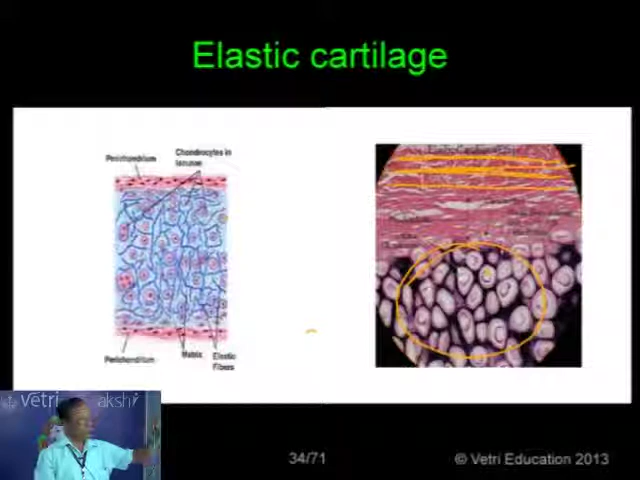 Elastic cartilage
Perichondrium
Chondrocytes in
lacunae
Perichondrium
Matrix
Elastic
Fibers
vetri akshi
34/71
© Vetri Education 2013